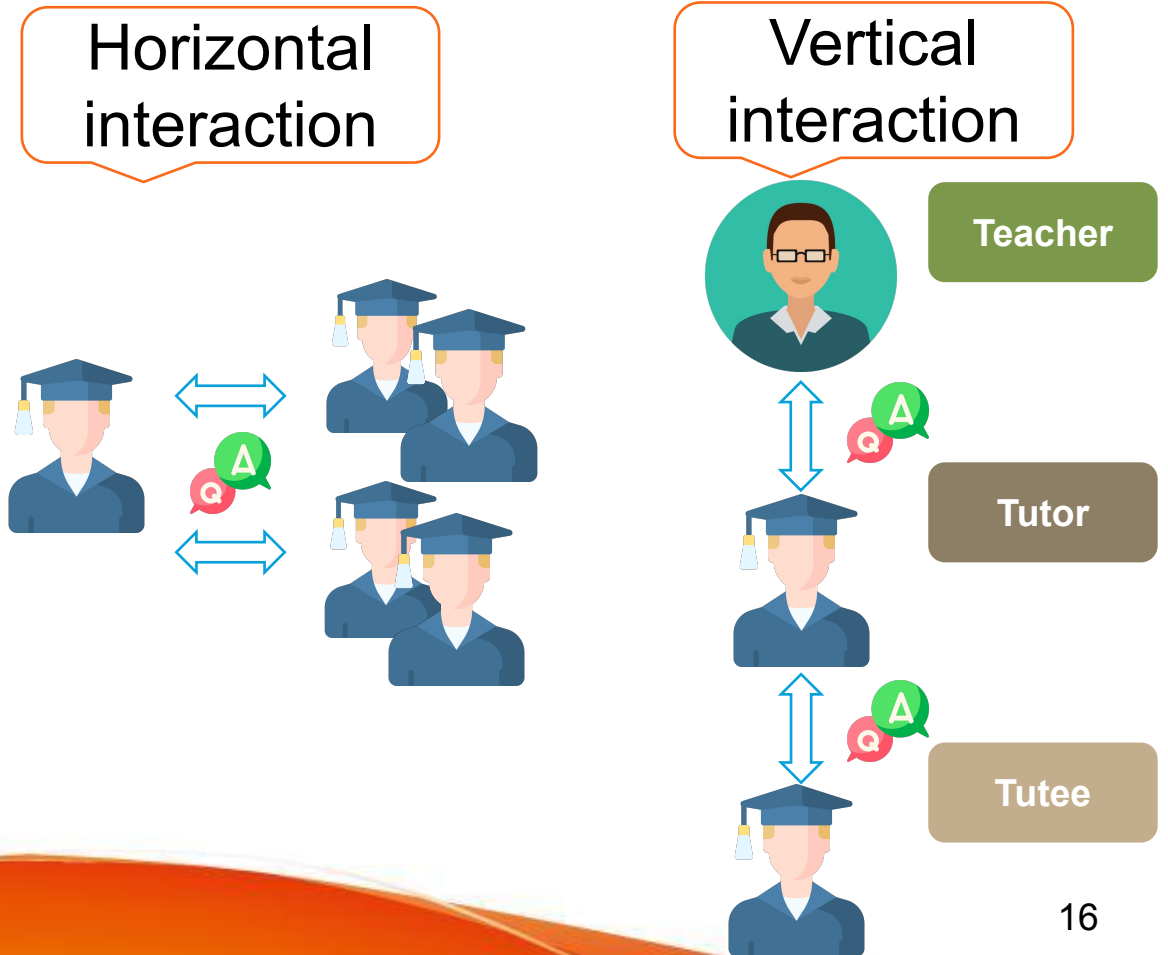 Horizontal
interaction
Vertical
interaction
Teacher
Q A
Q A
Tutor
Q A
Tutee
16